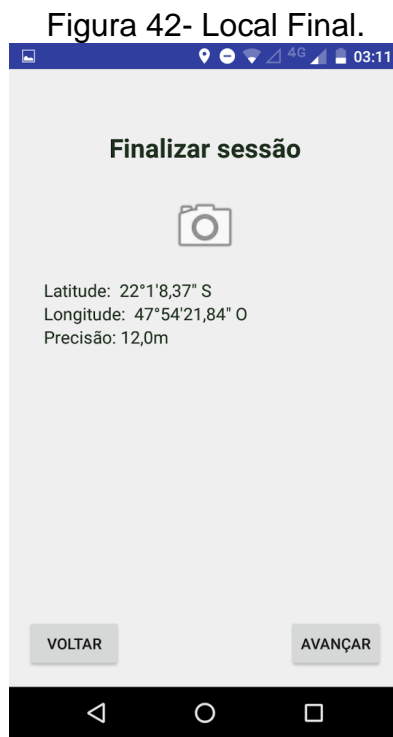 Figura 42- Local Final.
4G 03:11
Finalizar sessão
Latitude: 22°1'8,37" S
Longitude: 47°54'21,84" O
Precisão: 12,0m
VOLTAR AVANÇAR